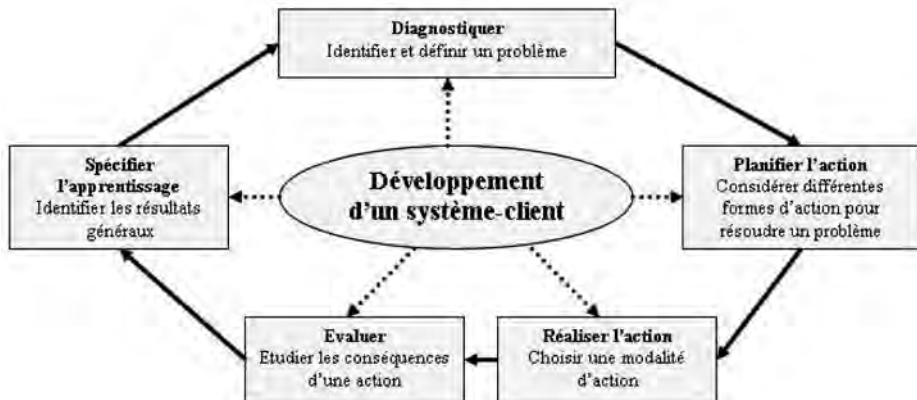 Diagnostiquer
Identifier et définir un problème
Spécifier
l'apprentissage
Identifier les résultats
généraux
Développement
d'un système-client
Planifier l'action
Considérer différentes
formes d'action pour
résoudre un problème
Evaluer
Etudier les conséquences
d'une action
Réaliser l'action
Choisir une modalité
d'action